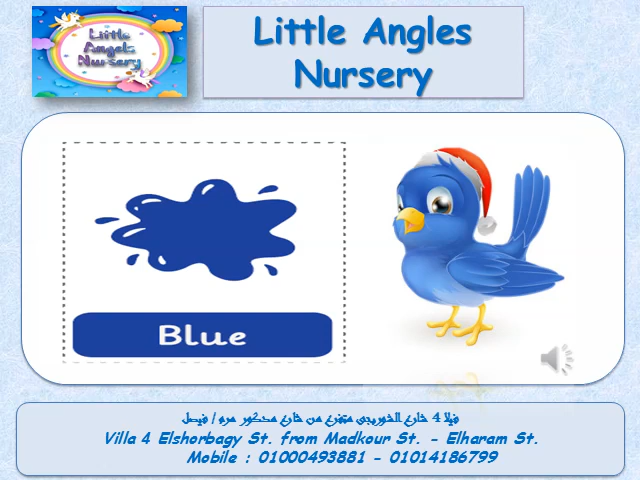 Little
Angels
Nursery
Little Angles
Nursery
Blue
فيلا 4 شارع الشوربجى متفرع من شارع مدكور هرم / فيصل
Villa 4 Elshorbagy St. from Madkour St. - Elharam St.
Mobile : 01000493881 - 01014186799